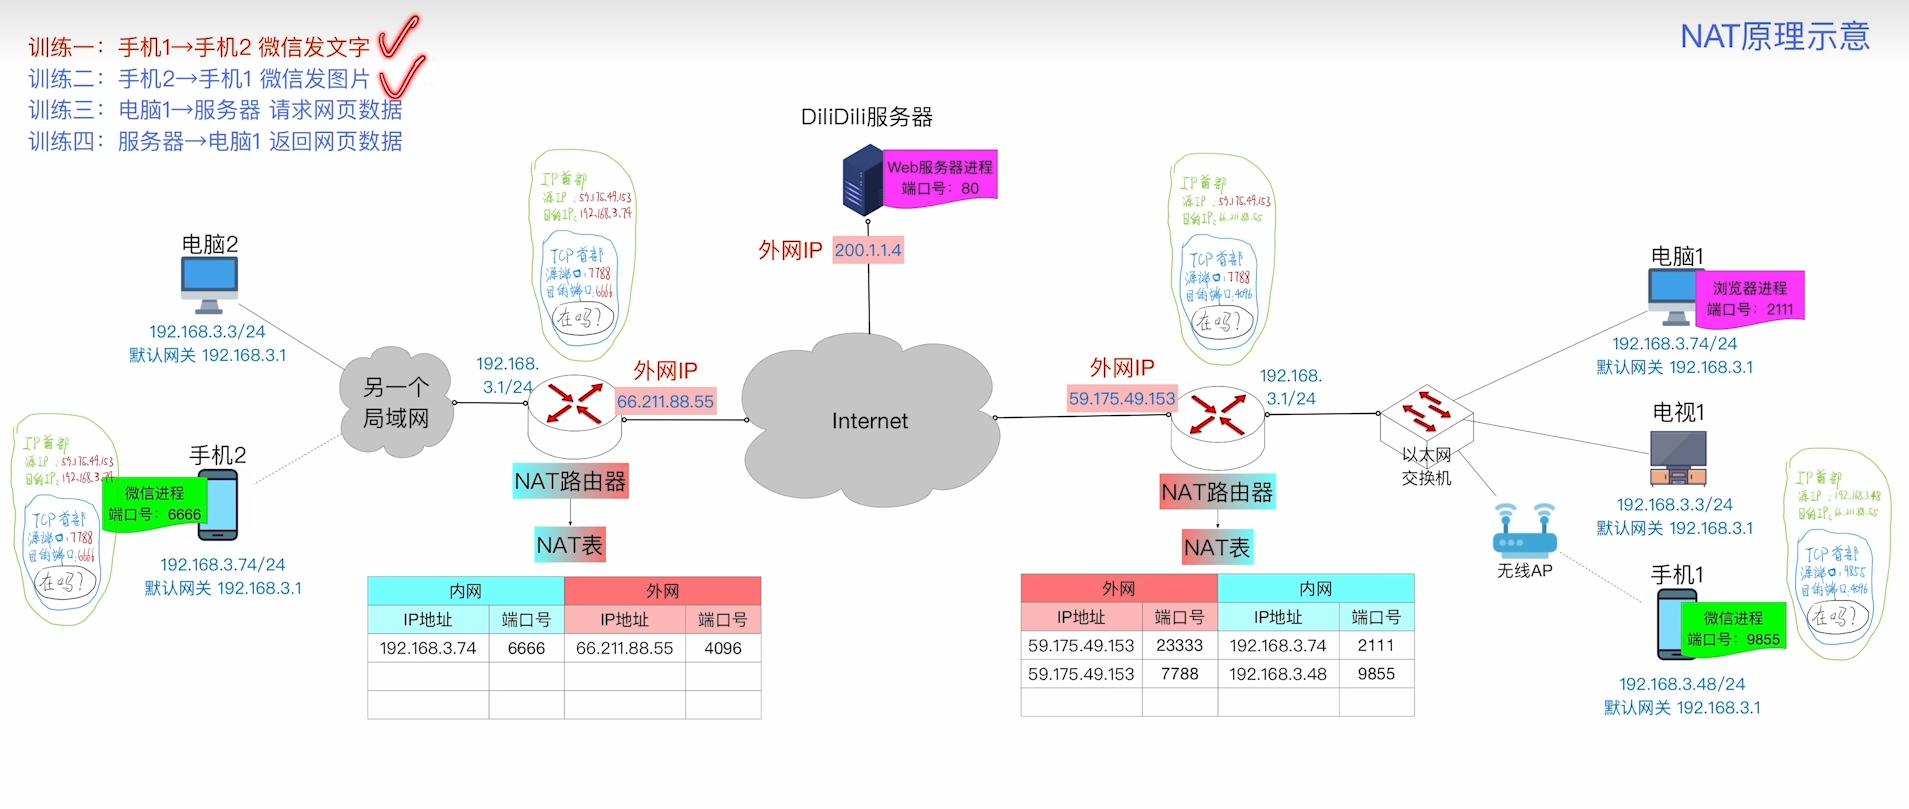 NAT原理示意
训练一：手机1→手机2 微信发文字
训练二：手机2→手机1 微信发图片
训练三：电脑1→服务器 请求网页数据
训练四：服务器→电脑1 返回网页数据
DiliDili服务器
Web服务器进程
端口号：80
外网IP 200.1.1.4
IP首部
源IP：59.175.49.153
目的IP：192.168.3.74
TCP首部
源端口：7788
目的端口：6666
在吗？
IP首部
源IP：59.175.49.153
目的IP：66.211.88.55
TCP首部
源端口：7788
目的端口：4096
在吗？
电脑2
192.168.3.3/24
默认网关 192.168.3.1
电脑1
浏览器进程
端口号：2111
192.168.3.74/24
默认网关 192.168.3.1
另一个
局域网
192.168.
3.1/24
外网IP
66.211.88.55
Internet
外网IP
59.175.49.153
192.168.
3.1/24
以太网
交换机
电视1
192.168.3.3/24
默认网关 192.168.3.1
IP首部
源IP：59.175.49.153
目的IP：192.168.3.74
TCP首部
源端口：7788
目的端口：6666
在吗？
手机2
微信进程
端口号：6666
192.168.3.74/24
默认网关 192.168.3.1
NAT路由器
NAT表
NAT路由器
NAT表
无线AP
手机1
微信进程
端口号：9855
192.168.3.48/24
默认网关 192.168.3.1
IP首部
源IP：192.168.3.48
目的IP：66.211.88.55
TCP首部
源端口：9855
目的端口：4096
在吗？
内网 外网
IP地址 端口号 IP地址 端口号
192.168.3.74 6666 66.211.88.55 4096
外网 内网
IP地址 端口号 IP地址 端口号
59.175.49.153 23333 192.168.3.74 2111
59.175.49.153 7788 192.168.3.48 9855